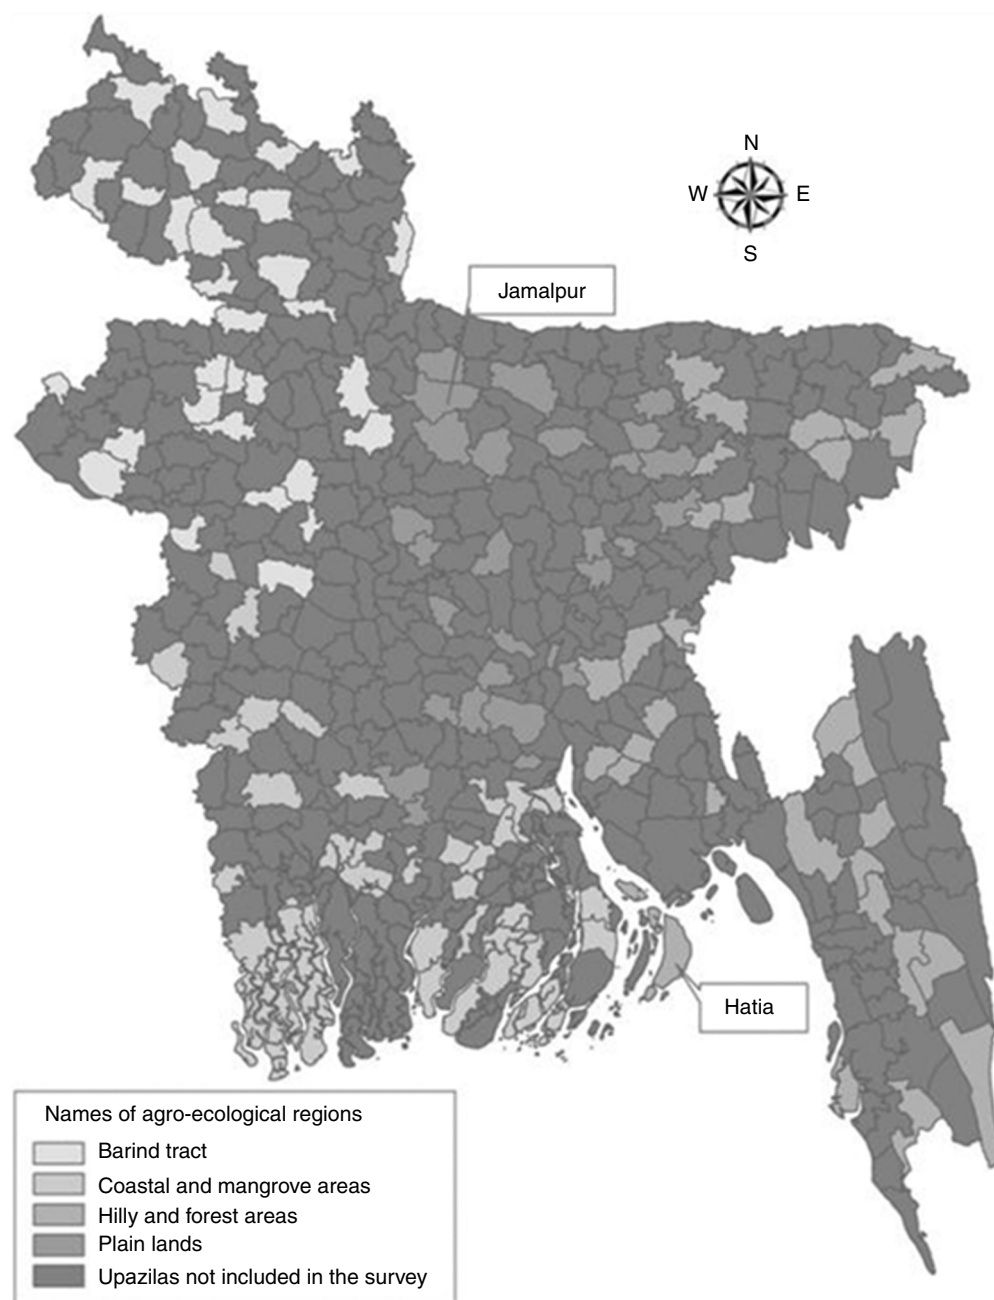 N
W E
S
Jamalpur
Hatia
Names of agro-ecological regions
Barind tract
Coastal and mangrove areas
Hilly and forest areas
Plain lands
Upazilas not included in the survey